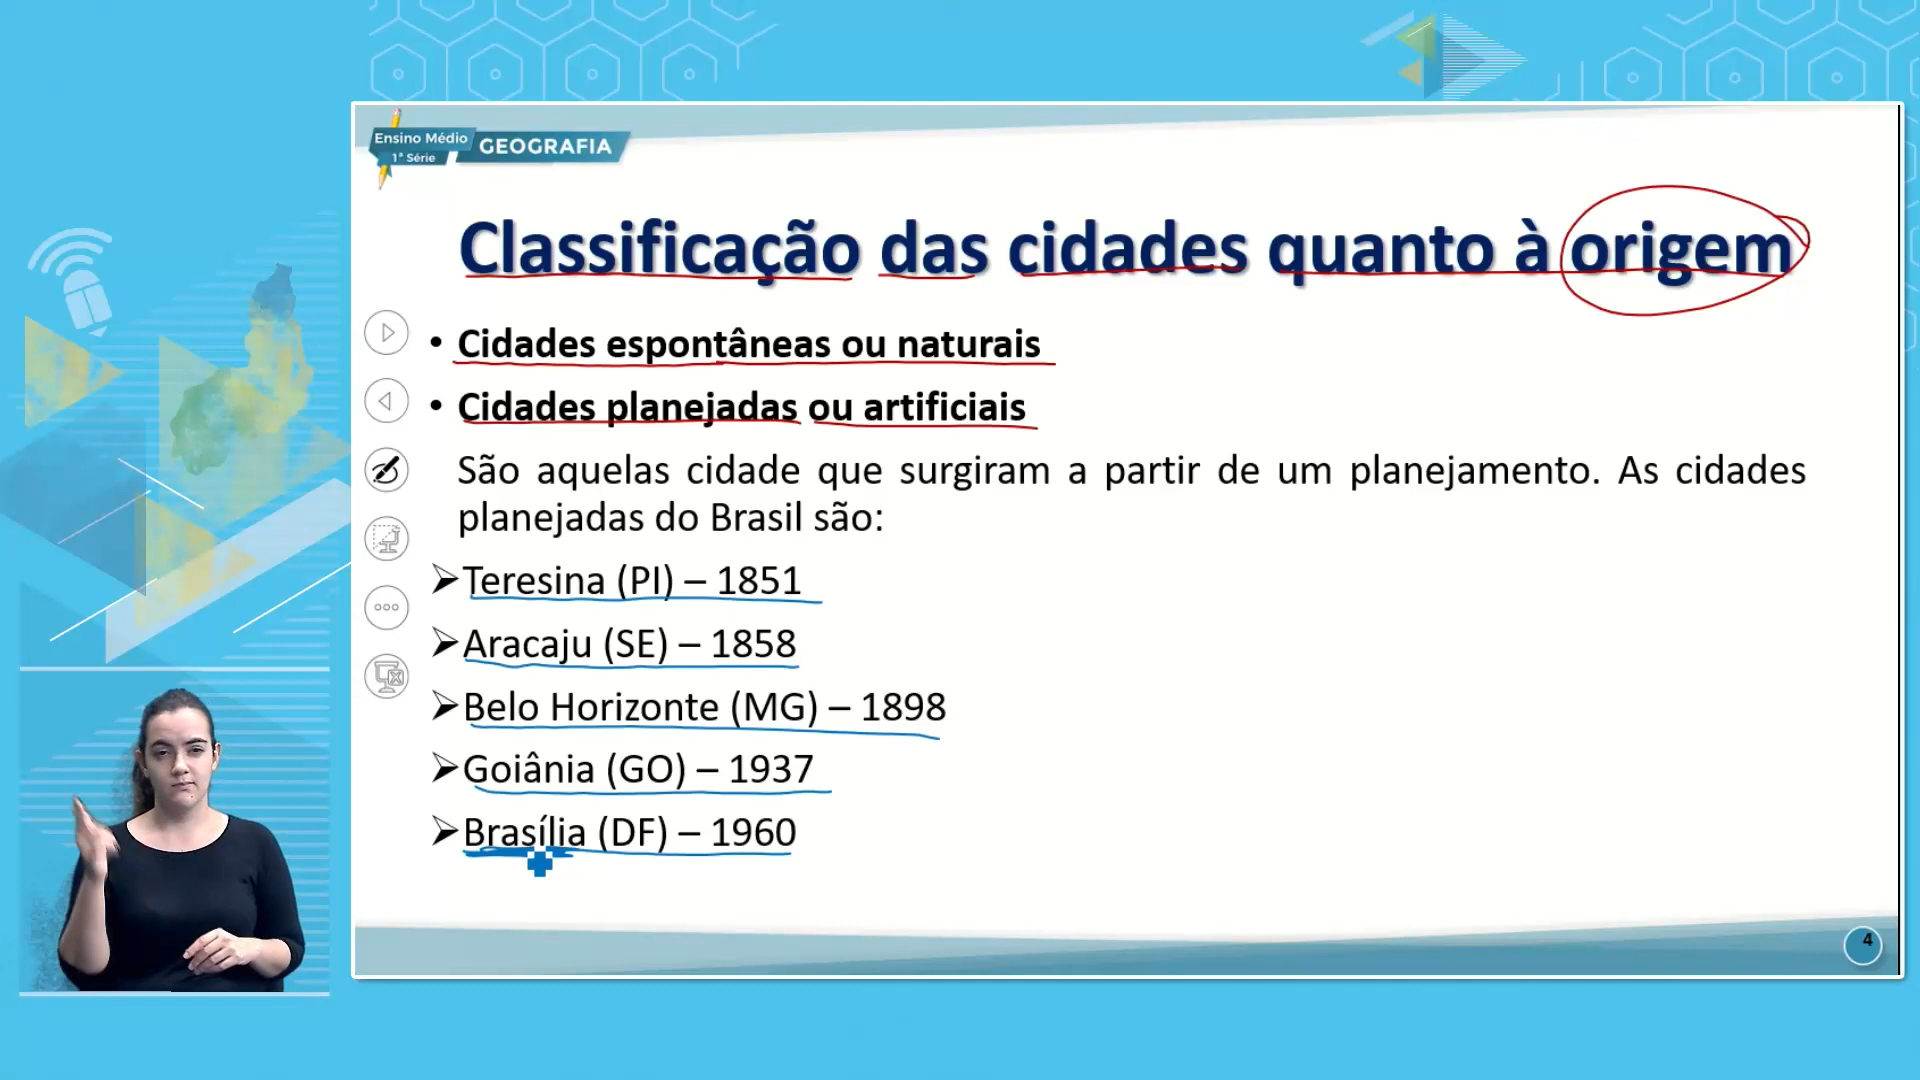 Ensino Médio
1ª Série
GEOGRAFIA
Classificação das cidades quanto à origem
• Cidades espontâneas ou naturais
• Cidades planejadas ou artificiais
São aquelas cidade que surgiram a partir de um planejamento. As cidades
planejadas do Brasil são:
➢Teresina (PI) – 1851
➢Aracaju (SE) – 1858
➢Belo Horizonte (MG) – 1898
➢Goiânia (GO) – 1937
➢Brasília (DF) – 1960
4